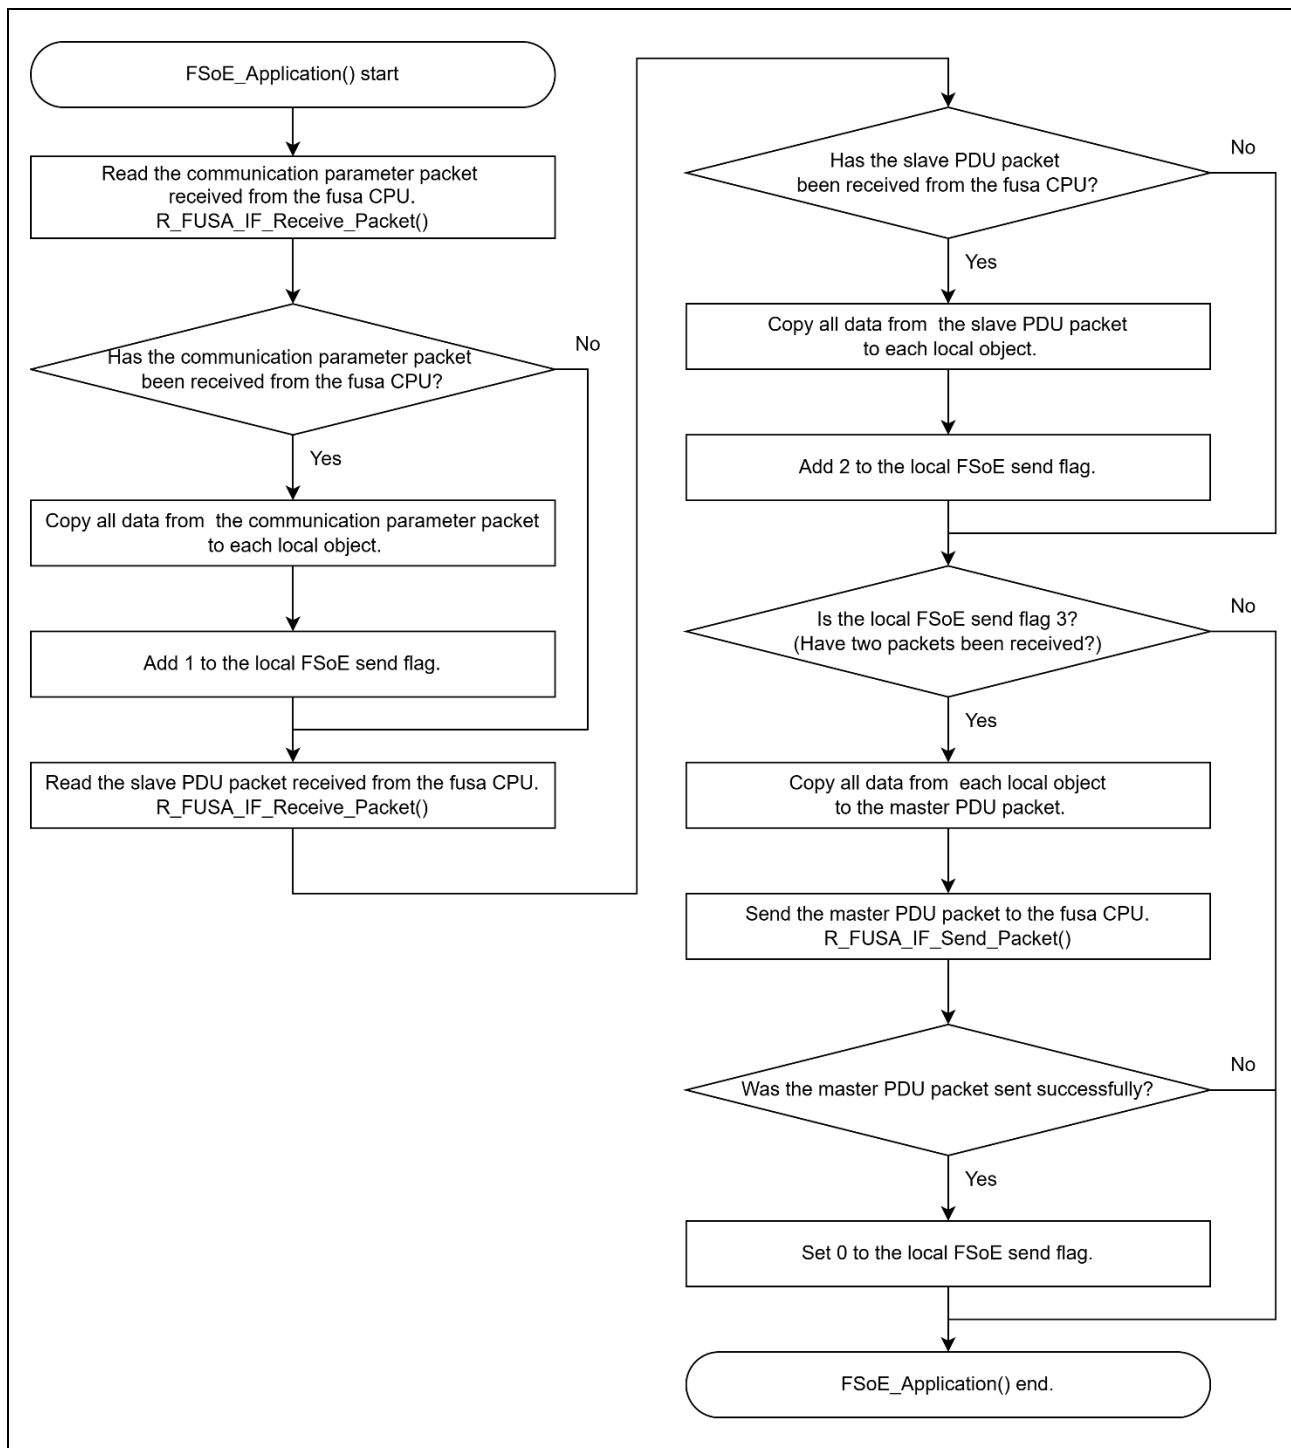 FSoE_Application() start
Read the communication parameter packet
received from the fusa CPU.
R_FUSA_IF_Receive_Packet()
Has the communication parameter packet
been received from the fusa CPU?
No
Yes
Copy all data from  the communication parameter packet
to each local object.
Add 1 to the local FSoE send flag.
Read the slave PDU packet received from the fusa CPU.
R_FUSA_IF_Receive_Packet()
Has the slave PDU packet
been received from the fusa CPU?
No
Yes
Copy all data from  the slave PDU packet
to each local object.
Add 2 to the local FSoE send flag.
Is the local FSoE send flag 3?
(Have two packets been received?)
No
Yes
Copy all data from  each local object
to the master PDU packet.
Send the master PDU packet to the fusa CPU.
R_FUSA_IF_Send_Packet()
Was the master PDU packet sent successfully?
No
Yes
Set 0 to the local FSoE send flag.
FSoE_Application() end.